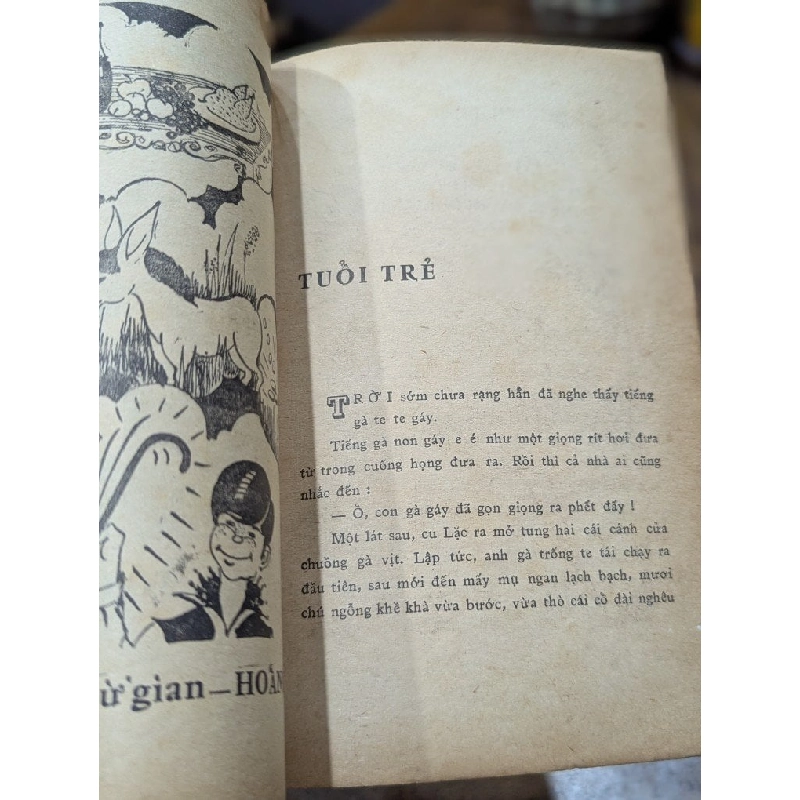 TUỔI TRẺ
TRỜI sớm chưa rạng hẳn đã nghe thấy tiếng
gà te te gáy.
Tiếng gà non gáy e é như một giọng rít hơi đưa
từ trong cuống họng đưa ra. Rồi thì cả nhà ai cũng
nhắc đến :
— Ồ, con gà gáy đã gọn giọng ra phết đấy !
Một lát sau, cu Lặc ra mở tung hai cái cánh cửa
chuồng gà vịt. Lập tức, anh gà trống te tái chạy ra
đầu tiên, sau mới đến mấy mụ ngan lạch bạch, mươi
chú ngỗng khề khà vừa bước, vừa thò cái cổ dài nghêu
gian — HOÀN